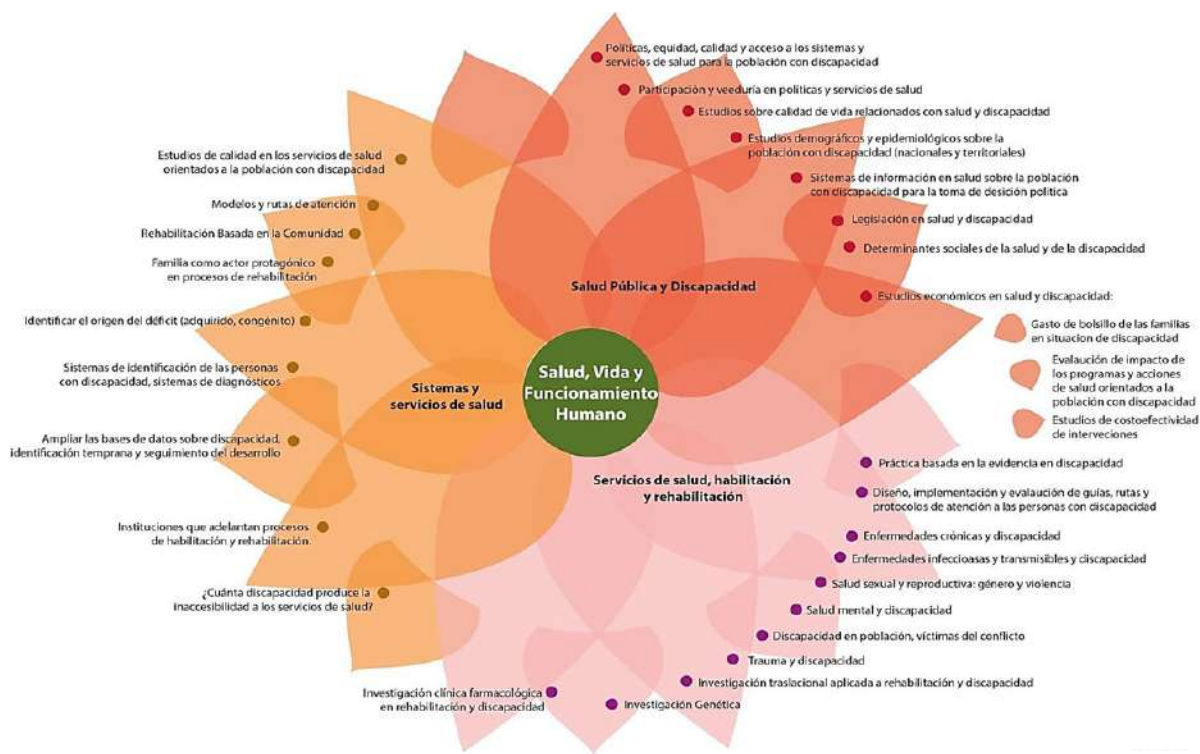 Políticas, equidad, calidad y acceso a los sistemas y
servicios de salud para la población con discapacidad
Participación y veeduría en políticas y servicios de salud
Estudios sobre calidad de vida relacionados con salud y discapacidad
Estudios demográficos y epidemiológicos sobre la
población con discapacidad (nacionales y territoriales)
Sistemas de información en salud sobre la población
con discapacidad para la toma de desición política
Legislación en salud y discapacidad
Determinantes sociales de la salud y de la discapacidad
Salud Pública y Discapacidad
Estudios económicos en salud y discapacidad:
Gasto de bolsillo de las familias
en situacion de discapacidad
Evalaución de impacto de
los programas y acciones
de salud orientados a la
población con discapacidad
Estudios de costoefectividad
de interveciones
Estudios de calidad en los servicios de salud
orientados a la población con discapacidad
Modelos y rutas de atención
Rehabilitación Basada en la Comunidad
Familia como actor protagónico
en procesos de rehabilitación
Identificar el origen del déficit (adquirido, congénito)
Sistemas de identificación de las personas
con discapacidad, sistemas de diagnósticos
Sistemas y
servicios de salud
Salud, Vida y
Funcionamiento
Humano
Ampliar las bases de datos sobre discapacidad,
identificación temprana y seguimiento del desarrollo
Instituciones que adelantan procesos
de habilitación y rehabilitación.
¿Cuánta discapacidad produce la
inaccesibilidad a los servicios de salud?
Servicios de salud, habilitación
y rehabilitación
Práctica basada en la evidencia en discapacidad
Diseño, implementación y evalaución de guías, rutas y
protocolos de atención a las personas con discapacidad
Enfermedades crónicas y discapacidad
Enfermedades infeccioasas y transmisibles y discapacidad
Salud sexual y reproductiva: género y violencia
Salud mental y discapacidad
Discapacidad en población, víctimas del conflicto
Trauma y discapacidad
Investigación traslacional aplicada a rehabilitación y discapacidad
Investigación Genética
Investigación clínica farmacológica
en rehabilitación y discapacidad